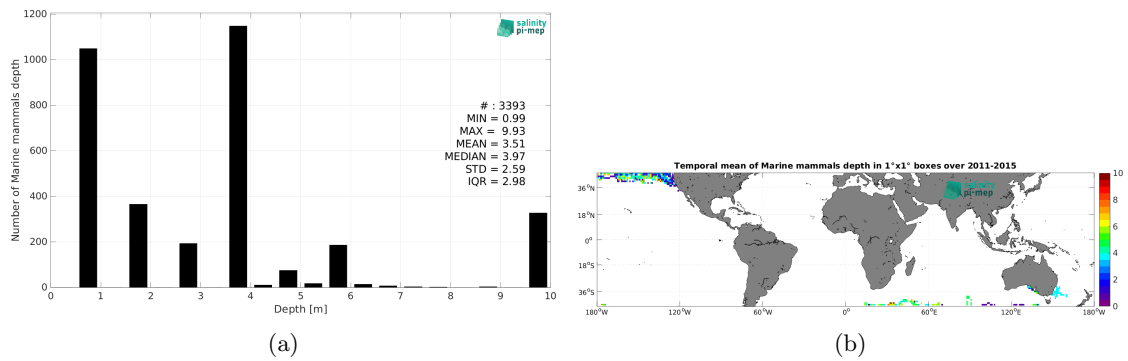 1200
1000
800
600
400
200
0
Number of Marine mammals depth
salinity
pi-mep
# : 3393
MIN = 0.99
MAX = 9.93
MEAN = 3.51
MEDIAN = 3.97
STD = 2.59
IQR = 2.98
0 1 2 3 4 5 6 7 8 9 10
Depth [m]
(a)
Temporal mean of Marine mammals depth in 1°x1° boxes over 2011-2015
salinity
pi-mep
36°N
18°N
0°
18°S
36°S
180°W 120°W 60°W 0° 60°E 120°E 180°W
10
8
6
4
2
0
(b)